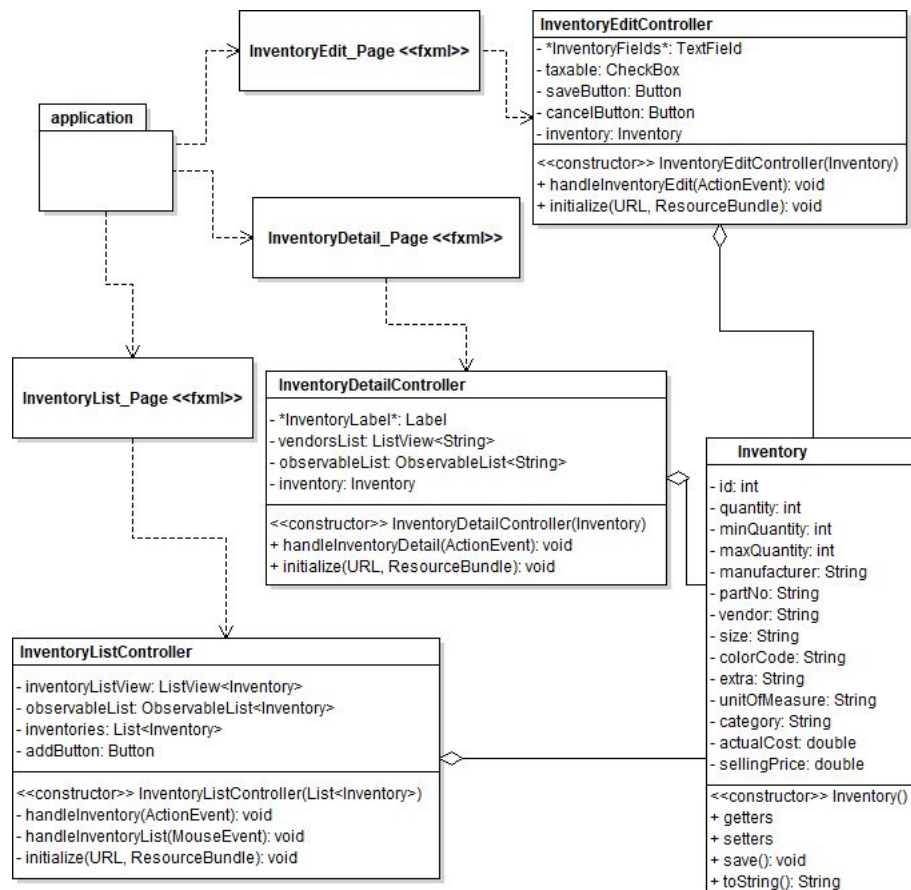 InventoryEdit_Page <<fxml>>
InventoryEditController
- *InventoryFields*: TextField
- taxable: CheckBox
- saveButton: Button
- cancelButton: Button
- inventory: Inventory
<<constructor>> InventoryEditController(Inventory)
+ handleInventoryEdit(ActionEvent): void
+ initialize(URL, ResourceBundle): void
application
InventoryDetail_Page <<fxml>>
InventoryList_Page <<fxml>>
InventoryDetailController
- *InventoryLabel*: Label
- vendorsList: ListView<String>
- observableList: ObservableList<String>
- inventory: Inventory
<<constructor>> InventoryDetailController(Inventory)
+ handleInventoryDetail(ActionEvent): void
+ initialize(URL, ResourceBundle): void
Inventory
- id: int
- quantity: int
- minQuantity: int
- maxQuantity: int
- manufacturer: String
- partNo: String
- vendor: String
- size: String
- colorCode: String
- extra: String
- unitOfMeasure: String
- category: String
- actualCost: double
- sellingPrice: double
<<constructor>> Inventory()
+ getters
+ setters
+ save(): void
+ toString(): String
InventoryListController
- inventoryListView: ListView<Inventory>
- observableList: ObservableList<Inventory>
- inventories: List<Inventory>
- addButton: Button
<<constructor>> InventoryListController(List<Inventory>)
- handleInventory(ActionEvent): void
- handleInventoryList(MouseEvent): void
- initialize(URL, ResourceBundle): void